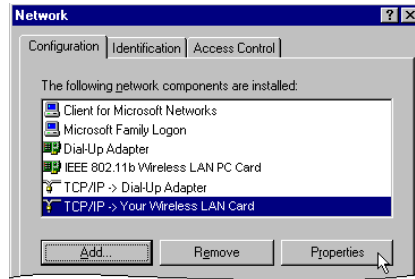 Network
Configuration Identification Access Control
The following network components are installed:
Client for Microsoft Networks
Microsoft Family Logon
Dial-Up Adapter
IEEE 802.11b Wireless LAN PC Card
TCP/IP -> Dial-Up Adapter
TCP/IP -> Your Wireless LAN Card
Add... Remove Properties